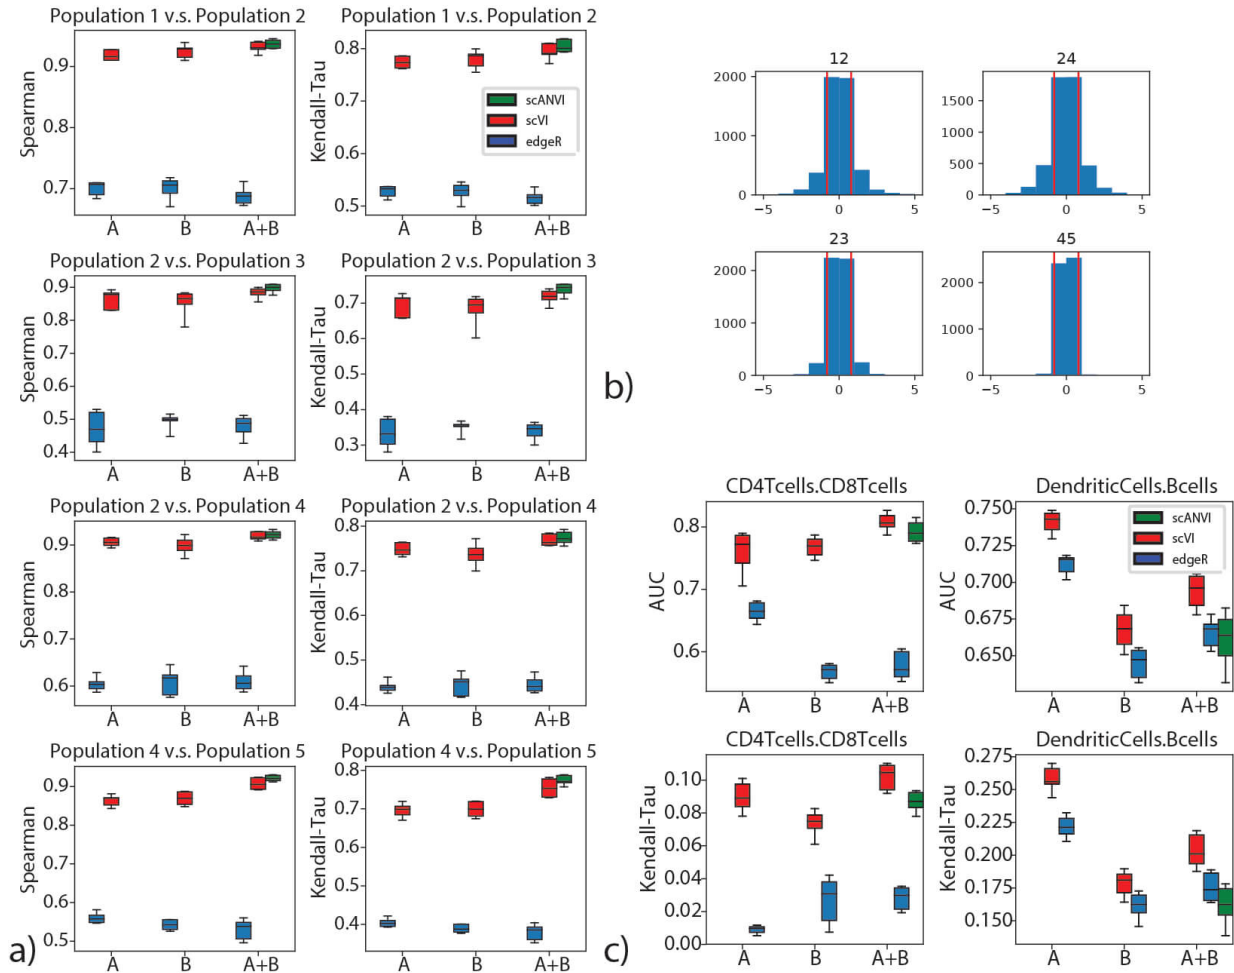 Population 1 v.s. Population 2
Spearman
0.9
0.8
0.7
A
B
A+B
Population 1 v.s. Population 2
Kendall-Tau
0.8
0.7
0.6
0.5
scANVI
scVI
edgeR
A
B
A+B
Population 2 v.s. Population 3
Spearman
0.9
0.8
0.7
0.6
0.5
0.4
A
B
A+B
Population 2 v.s. Population 3
Kendall-Tau
0.7
0.6
0.5
0.4
0.3
A
B
A+B
Population 2 v.s. Population 4
Spearman
0.9
0.8
0.7
0.6
A
B
A+B
Population 2 v.s. Population 4
Kendall-Tau
0.8
0.7
0.6
0.5
0.4
A
B
A+B
Population 4 v.s. Population 5
Spearman
0.9
0.8
0.7
0.6
0.5
A
B
A+B
Population 4 v.s. Population 5
Kendall-Tau
0.8
0.7
0.6
0.5
0.4
A
B
A+B
a)
12
2000
1000
0
−5
0
5
24
1500
1000
500
0
−5
0
5
23
2000
1000
0
−5
0
5
45
2000
1000
0
−5
0
5
b)
CD4Tcells.CD8Tcells
AUC
0.8
0.7
0.6
A
B
A+B
DendriticCells.Bcells
AUC
0.750
0.725
0.700
0.675
0.650
scANVI
scVI
edgeR
A
B
A+B
CD4Tcells.CD8Tcells
Kendall-Tau
0.10
0.08
0.06
0.04
0.02
0.00
A
B
A+B
DendriticCells.Bcells
Kendall-Tau
0.275
0.250
0.225
0.200
0.175
0.150
A
B
A+B
c)